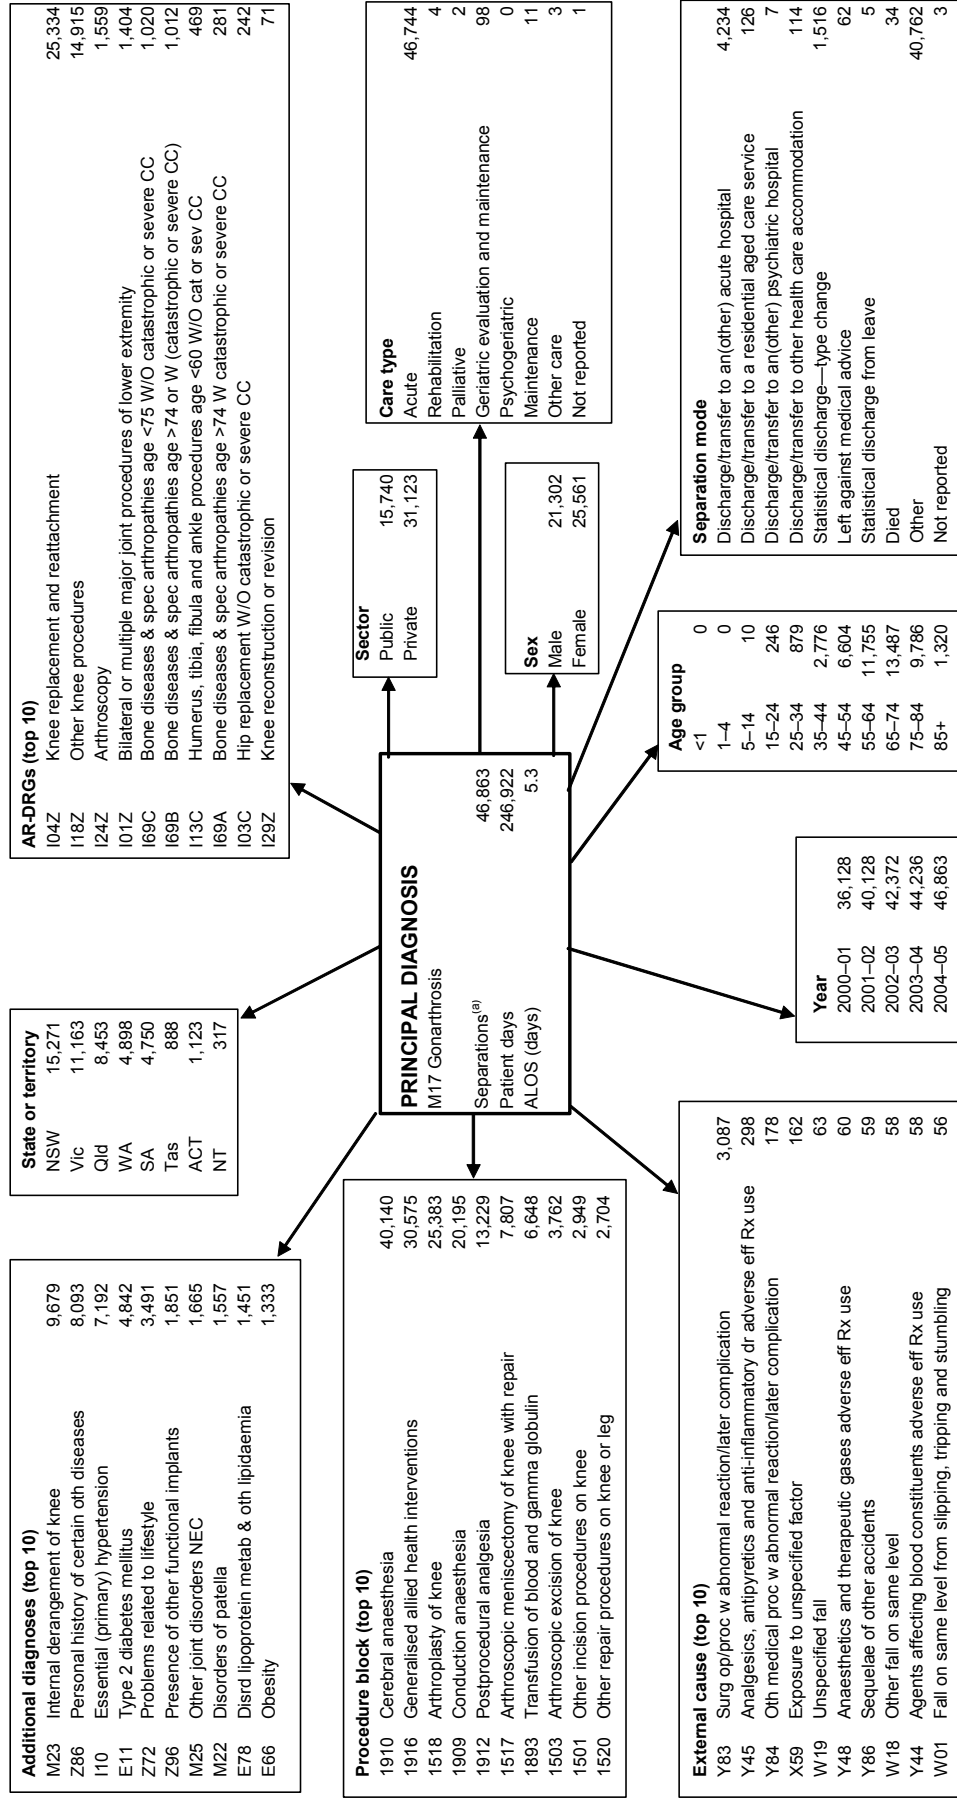 Additional diagnoses (top 10)
M23 Internal derangement of knee 9,679
Z86 Personal history of certain oth diseases 8,093
I10 Essential (primary) hypertension 7,192
E11 Type 2 diabetes mellitus 4,842
Z72 Problems related to lifestyle 3,491
Z96 Presence of other functional implants 1,851
M25 Other joint disorders NEC 1,665
M22 Disorders of patella 1,557
E78 Disrd lipoprotein metab & oth lipidaemia 1,451
E66 Obesity 1,333
State or territory
NSW 15,271
Vic 11,163
Qld 8,453
WA 4,898
SA 4,750
Tas 888
ACT 1,123
NT 317
AR-DRGs (top 10)
I04Z Knee replacement and reattachment 25,334
I18Z Other knee procedures 14,915
I24Z Arthroscopy 1,559
I01Z Bilateral or multiple major joint procedures of lower extremity 1,404
I69C Bone diseases & spec arthropathies age <75 W/O catastrophic or severe CC 1,020
I69B Bone diseases & spec arthropathies age >74 or W (catastrophic or severe CC) 1,012
I13C Humerus, tibia, fibula and ankle procedures age <60 W/O cat or sev CC 469
I69A Bone diseases & spec arthropathies age >74 W catastrophic or severe CC 281
I03C Hip replacement W/O catastrophic or severe CC 242
I29Z Knee reconstruction or revision 71
Procedure block (top 10)
1910 Cerebral anaesthesia 40,140
1916 Generalised allied health interventions 30,575
1518 Arthroplasty of knee 25,383
1909 Conduction anaesthesia 20,195
1912 Postprocedural analgesia 13,229
1517 Arthroscopic meniscectomy of knee with repair 7,807
1893 Transfusion of blood and gamma globulin 6,648
1503 Arthroscopic excision of knee 3,762
1501 Other incision procedures on knee 2,949
1520 Other repair procedures on knee or leg 2,704
PRINCIPAL DIAGNOSIS
M17 Gonarthrosis
Separations(a) 46,863
Patient days 246,922
ALOS (days) 5.3
Sector
Public 15,740
Private 31,123
Sex
Male 21,302
Female 25,561
Care type
Acute 46,744
Rehabilitation 4
Palliative 2
Geriatric evaluation and maintenance 98
Psychogeriatric 0
Maintenance 11
Other care 3
Not reported 1
External cause (top 10)
Y83 Surg op/proc w abnormal reaction/later complication 3,087
Y45 Analgesics, antipyretics and anti-inflammatory dr adverse eff Rx use 298
Y84 Oth medical proc w abnormal reaction/later complication 178
X59 Exposure to unspecified factor 162
W19 Unspecified fall 63
Y48 Anaesthetics and therapeutic gases adverse eff Rx use 60
Y86 Sequelae of other accidents 59
W18 Other fall on same level 58
Y44 Agents affecting blood constituents adverse eff Rx use 58
W01 Fall on same level from slipping, tripping and stumbling 56
Year
2000–01 36,128
2001–02 40,128
2002–03 42,372
2003–04 44,236
2004–05 46,863
Age group
<1 0
1–4 0
5–14 10
15–24 246
25–34 879
35–44 2,776
45–54 6,604
55–64 11,755
65–74 13,487
75–84 9,786
85+ 1,320
Separation mode
Discharge/transfer to an(other) acute hospital 4,234
Discharge/transfer to a residential aged care service 126
Discharge/transfer to an(other) psychiatric hospital 7
Discharge/transfer to other health care accommodation 114
Statistical discharge—type change 1,516
Left against medical advice 62
Statistical discharge from leave 5
Died 34
Other 40,762
Not reported 3